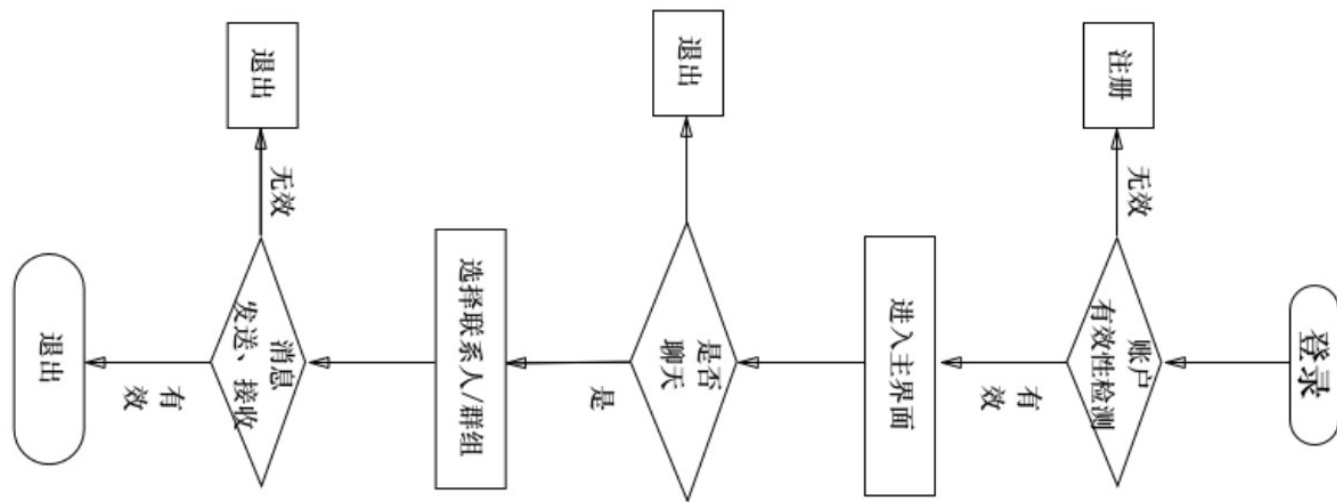 登录
账户
有效性检测
无效
注册
有
效
进入主界面
是否
聊天
退出
是
选择联系人/群组
消息
发送、接收
无效
退出
有
效
退出